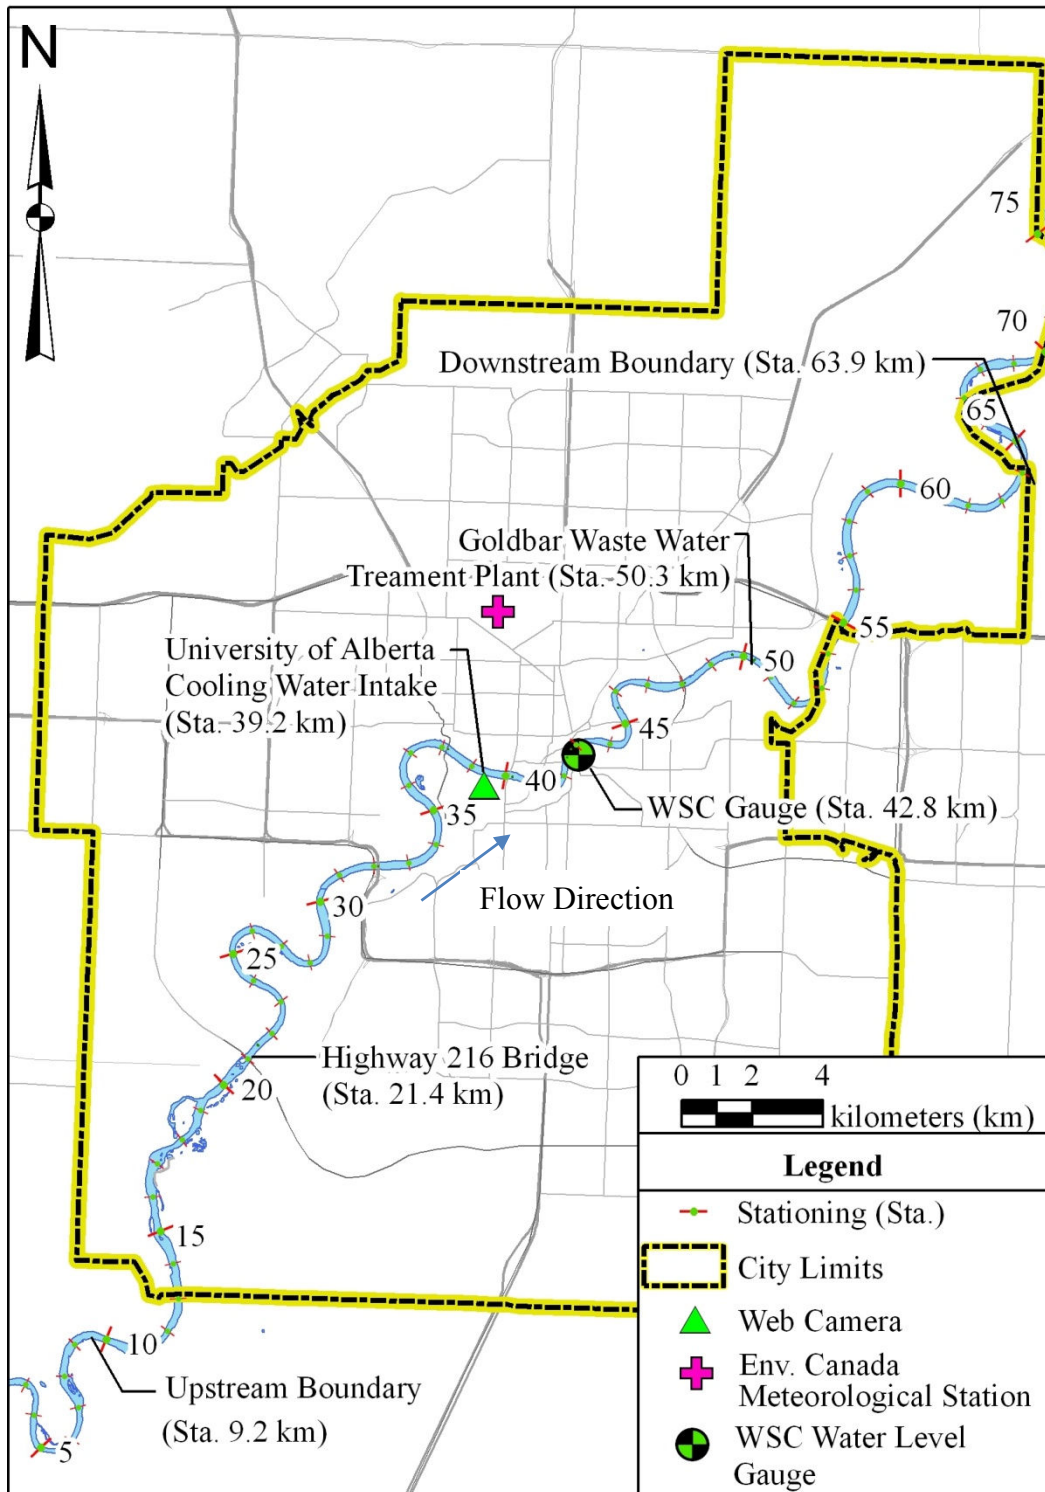 N
75
70
Downstream Boundary (Sta. 63.9 km)
65
60
Goldbar Waste Water
Treament Plant (Sta. 50.3 km)
55
University of Alberta
Cooling Water Intake
(Sta. 39.2 km)
50
45
40
35
WSC Gauge (Sta. 42.8 km)
30
Flow Direction
25
Highway 216 Bridge
(Sta. 21.4 km)
20
15
10
Upstream Boundary
(Sta. 9.2 km)
5
0 1 2 4
kilometers (km)
Legend
Stationing (Sta.)
City Limits
Web Camera
Env. Canada
Meteorological Station
WSC Water Level
Gauge